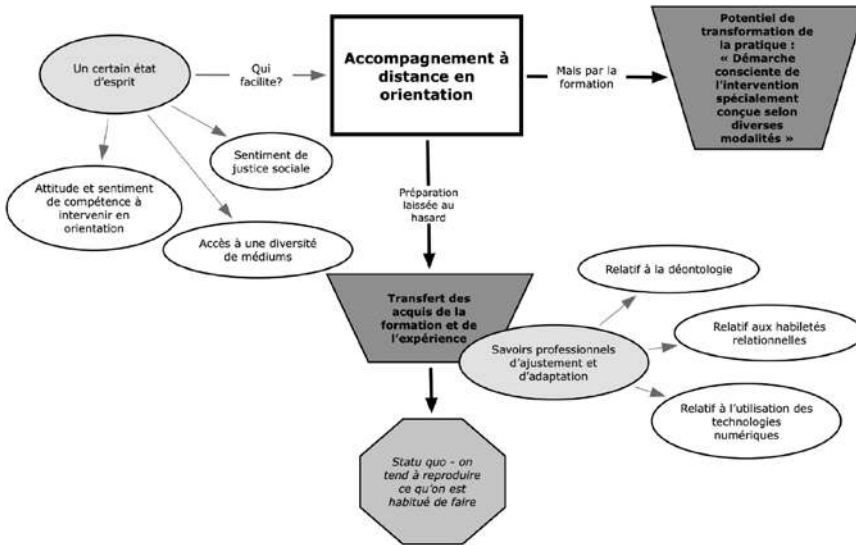 Un certain état
d'esprit
Qui
facilite?
Accompagnement à
distance en
orientation
Mais par la
formation
Potentiel de
transformation de
la pratique :
« Démarche
consciente de
l'intervention
spécialement
conçue selon
diverses
modalités »
Sentiment de
justice sociale
Attitude et sentiment
de compétence à
intervenir en
orientation
Accès à une diversité
de médiums
Préparation
laissée au
hasard
Transfert des
acquis de la
formation et de
l'expérience
Savoirs professionnels
d'ajustement et
d'adaptation
Relatif à la déontologie
Relatif aux habiletés
relationnelles
Relatif à l'utilisation des
technologies
numériques
Statu quo - on
tend à reproduire
ce qu'on est
habitué de faire